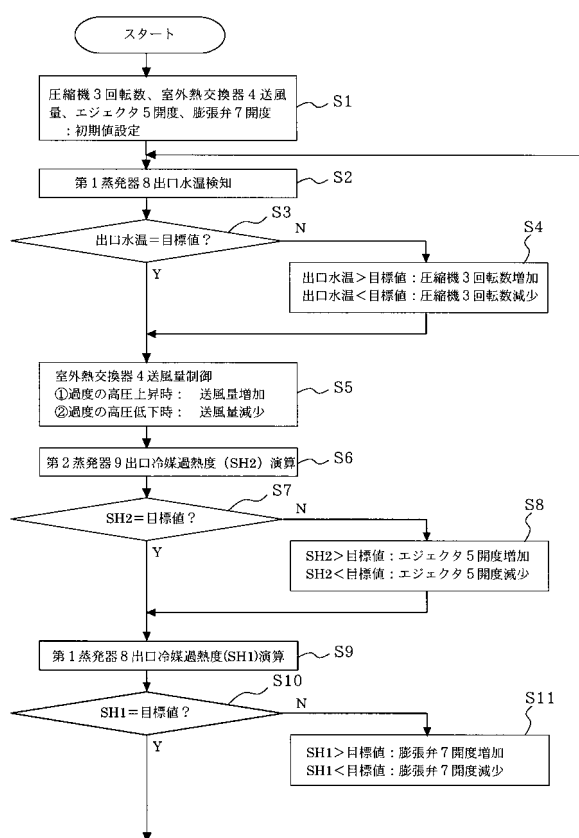 スタート
圧縮機3回転数、室外熱交換器4送風
量、エジェクタ5開度、膨張弁7開度
:初期値設定
S1
第1蒸発器8出口水温検知
S2
S3
出口水温=目標値?
N
Y
S4
出口水温>目標値:圧縮機3回転数増加
出口水温<目標値:圧縮機3回転数減少
室外熱交換器4送風量制御
①過度の高圧上昇時: 送風量増加
②過度の高圧低下時: 送風量減少
S5
第2蒸発器9出口冷媒過熱度(SH2)演算
S6
S7
SH2=目標値?
N
Y
S8
SH2>目標値:エジェクタ5開度増加
SH2<目標値:エジェクタ5開度減少
第1蒸発器8出口冷媒過熱度(SH1)演算
S9
S10
SH1=目標値?
N
Y
S11
SH1>目標値:膨張弁7開度増加
SH1<目標値:膨張弁7開度減少